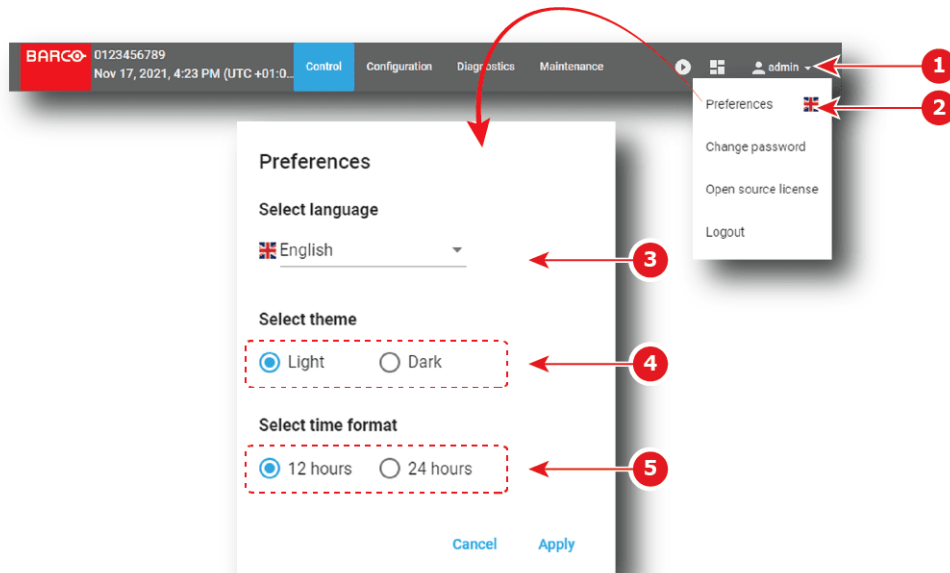 BARCO 0123456789
Nov 17, 2021, 4:23 PM (UTC +01:0...
Control Configuration Diagnostics Maintenance admin
1
Preferences
2
Change password
Open source license
Logout
Preferences
Select language
English
3
Select theme
Light Dark
4
Select time format
12 hours 24 hours
5
Cancel Apply